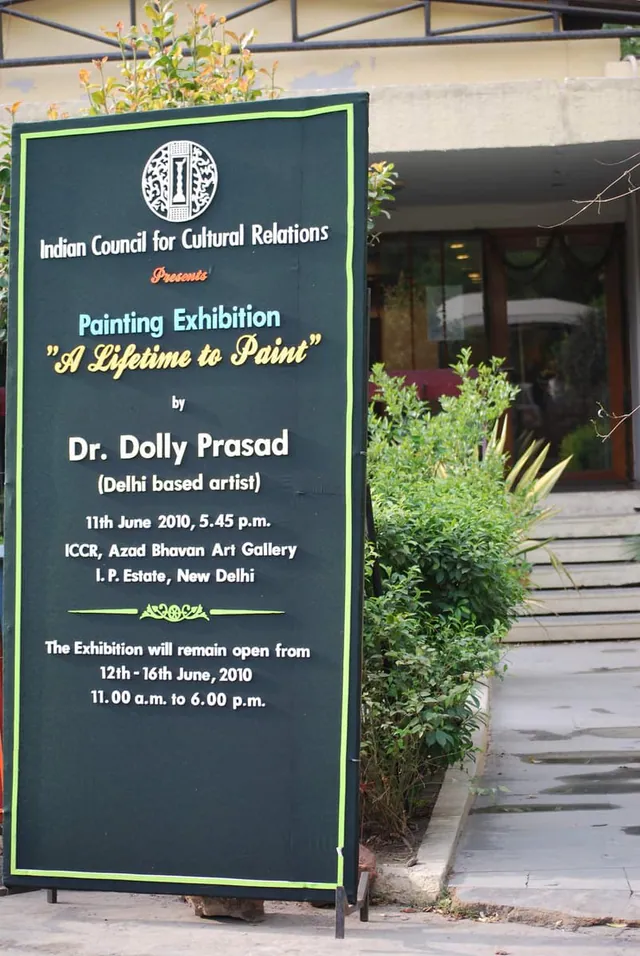 Indian Council for Cultural Relations
Presents
Painting Exhibition
"A Lifetime to Paint"
by
Dr. Dolly Prasad
(Delhi based artist)
11th June 2010, 5.45 p.m.
ICCR, Azad Bhavan Art Gallery
I.P. Estate, New Delhi
The Exhibition will remain open from
12th-16th June, 2010
11.00 a.m. to 6.00 p.m.